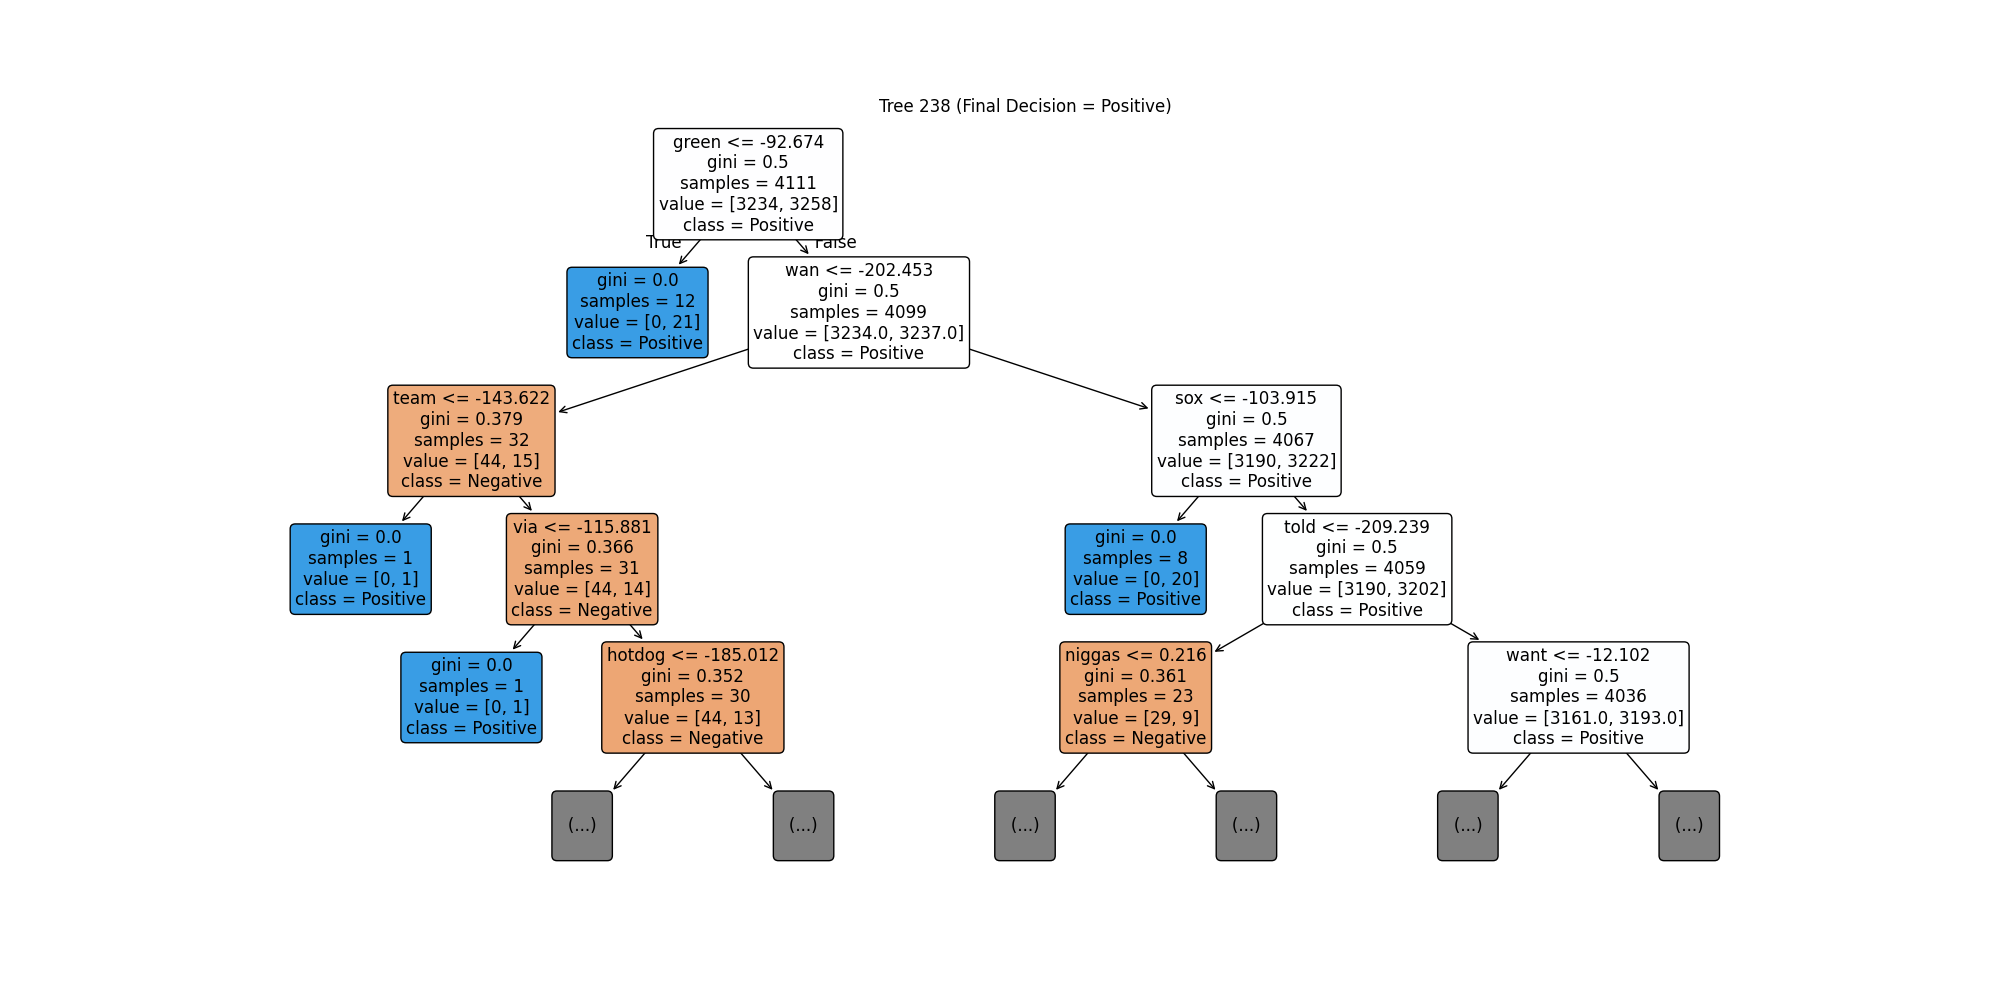 Tree 238 (Final Decision = Positive)
green <= -92.674
gini = 0.5
samples = 4111
value = [3234, 3258]
class = Positive
True
False
gini = 0.0
samples = 12
value = [0, 21]
class = Positive
wan <= -202.453
gini = 0.5
samples = 4099
value = [3234.0, 3237.0]
class = Positive
team <= -143.622
gini = 0.379
samples = 32
value = [44, 15]
class = Negative
sox <= -103.915
gini = 0.5
samples = 4067
value = [3190, 3222]
class = Positive
gini = 0.0
samples = 1
value = [0, 1]
class = Positive
via <= -115.881
gini = 0.366
samples = 31
value = [44, 14]
class = Negative
gini = 0.0
samples = 8
value = [0, 20]
class = Positive
told <= -209.239
gini = 0.5
samples = 4059
value = [3190, 3202]
class = Positive
gini = 0.0
samples = 1
value = [0, 1]
class = Positive
hotdog <= -185.012
gini = 0.352
samples = 30
value = [44, 13]
class = Negative
niggas <= 0.216
gini = 0.361
samples = 23
value = [29, 9]
class = Negative
want <= -12.102
gini = 0.5
samples = 4036
value = [3161.0, 3193.0]
class = Positive
(...)
(...)
(...)
(...)
(...)
(...)